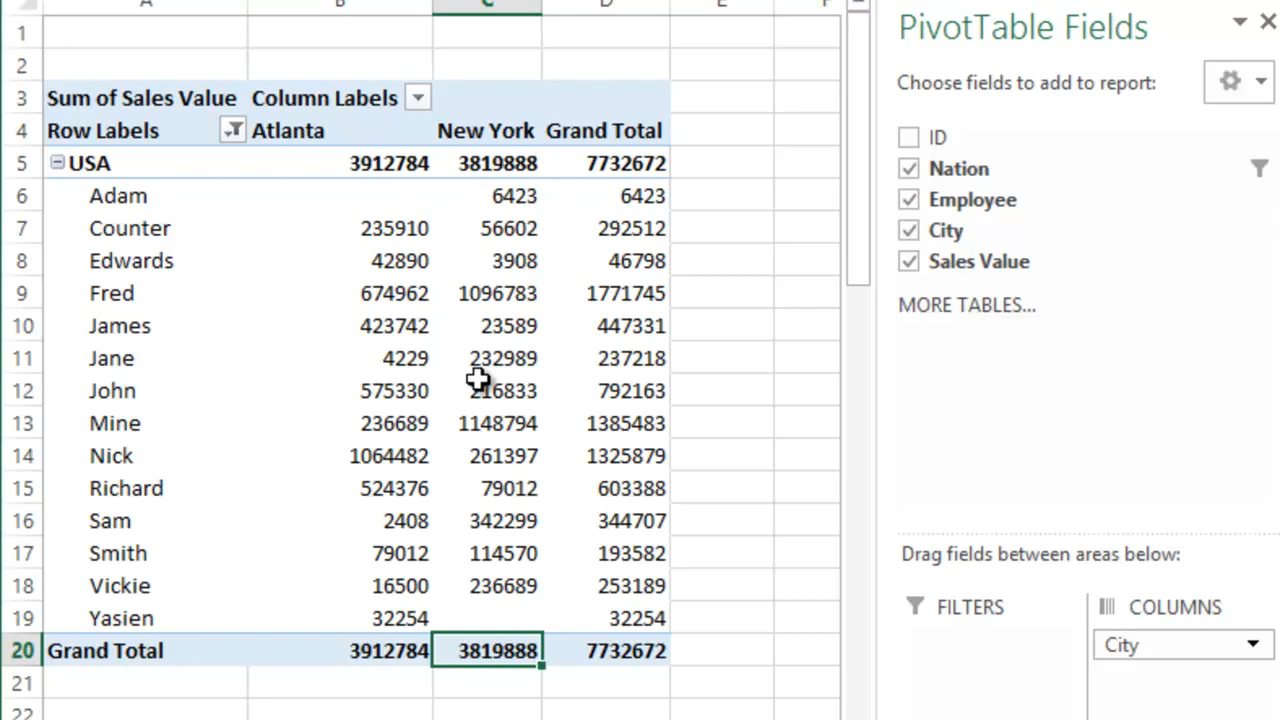 A B C D E F
1
2
3 Sum of Sales Value Column Labels
4 Row Labels Atlanta New York Grand Total
5 USA 3912784 3819888 7732672
6 Adam 6423 6423
7 Counter 235910 56602 292512
8 Edwards 42890 3908 46798
9 Fred 674962 1096783 1771745
10 James 423742 23589 447331
11 Jane 4229 232989 237218
12 John 575330 216833 792163
13 Mine 236689 1148794 1385483
14 Nick 1064482 261397 1325879
15 Richard 524376 79012 603388
16 Sam 2408 342299 344707
17 Smith 79012 114570 193582
18 Vickie 16500 236689 253189
19 Yasien 32254 32254
20 Grand Total 3912784 3819888 7732672
21
22
PivotTable Fields
Choose fields to add to report:
ID
Nation
Employee
City
Sales Value
MORE TABLES...
Drag fields between areas below:
FILTERS
COLUMNS
City